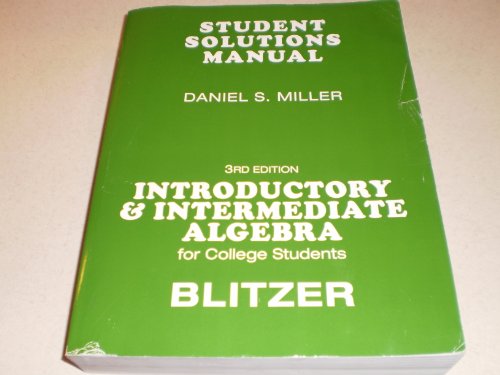 STUDENT
SOLUTIONS
MANUAL
DANIEL S. MILLER
3RD EDITION
INTRODUCTORY
& INTERMEDIATE
ALGEBRA
for College Students
BLITZER